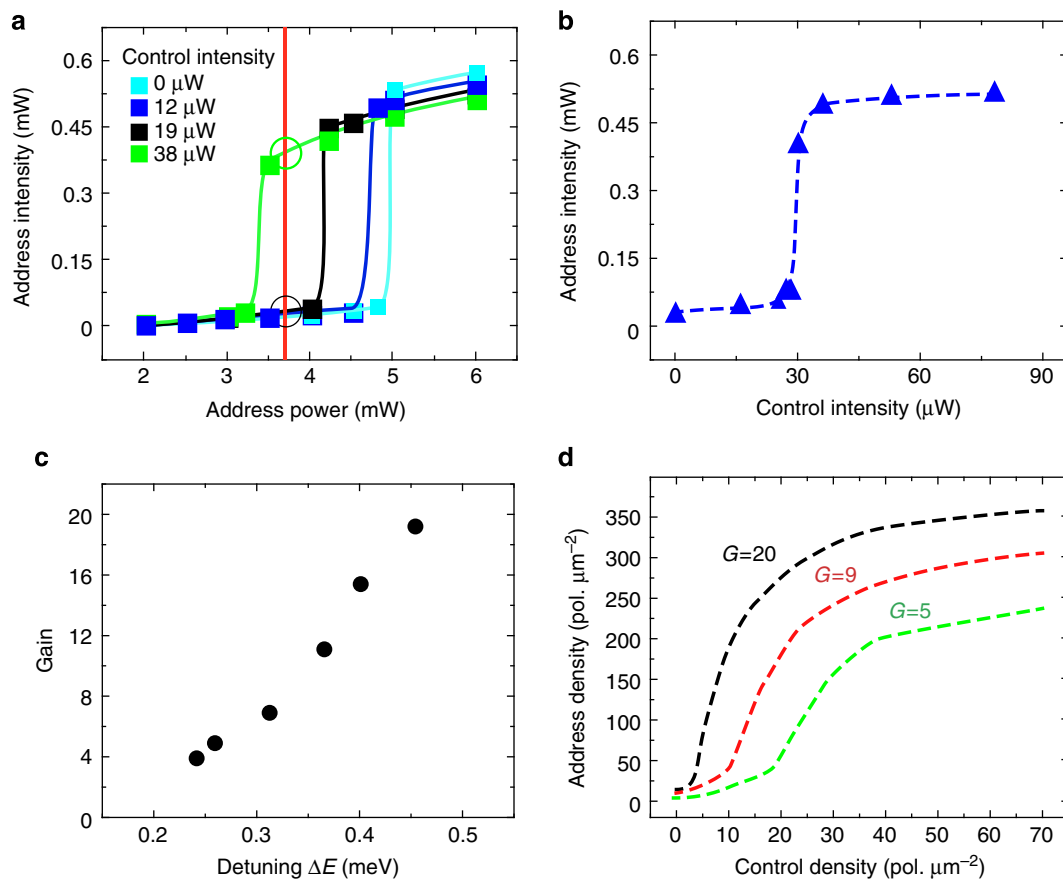 a
Control intensity
0 μW
12 μW
19 μW
38 μW
0.6
0.45
0.3
0.15
0
Address intensity (mW)
2
3
4
5
6
Address power (mW)
b
0.6
0.45
0.3
0.15
0
Address intensity (mW)
0
30
60
90
Control intensity (μW)
c
20
16
12
8
4
0
Gain
0.2
0.3
0.4
0.5
Detuning ΔE (meV)
d
350
300
250
200
150
100
50
0
Address density (pol. μm⁻²)
G=20
G=9
G=5
0
10
20
30
40
50
60
70
Control density (pol. μm⁻²)